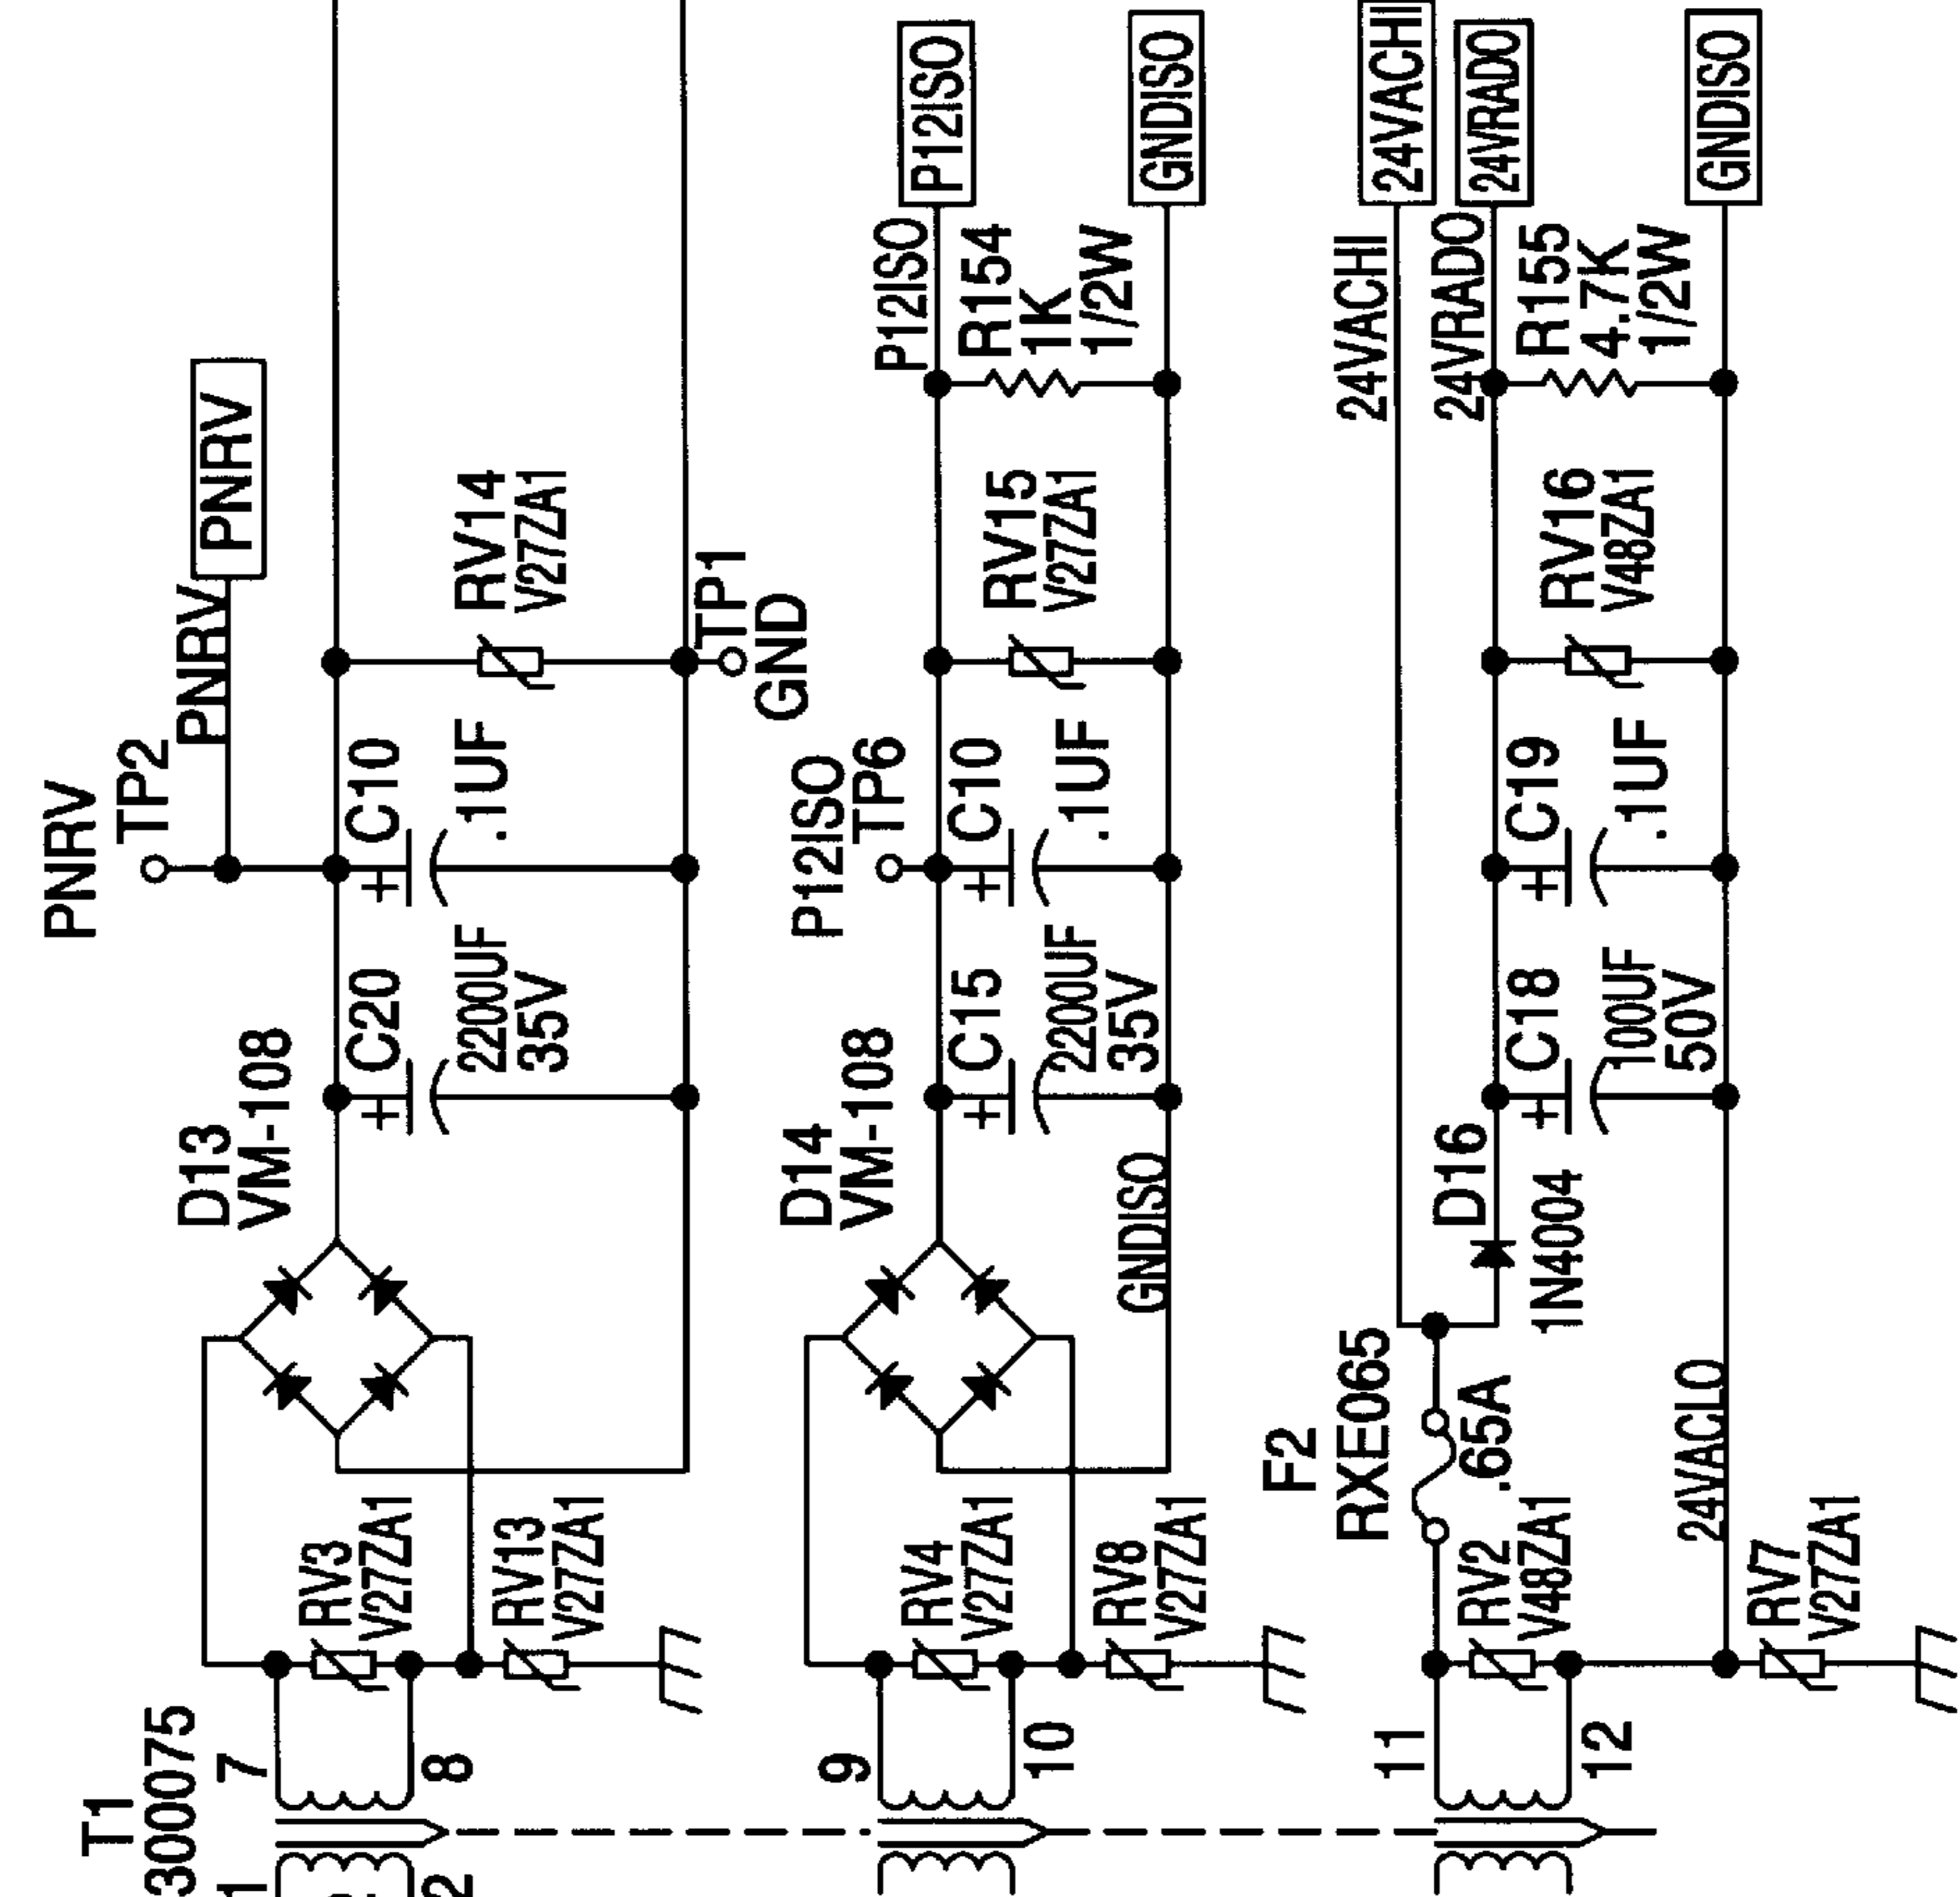 PNRV
TP2
PNRV
PNRV
D13
VM-108
C20
2200UF
35V
C10
.1UF
RV14
V27ZA1
TP1
GND
T1
300075
1
2
7
8
RV3
V27ZA1
RV13
V27ZA1
P12ISO
TP6
D14
VM-108
C15
2200UF
35V
C10
.1UF
RV15
V27ZA1
P12ISO
R154
1K
1/2W
P12ISO
GNDISO
GNDISO
9
10
RV4
V27ZA1
RV8
V27ZA1
F2
RXE065
.65A
24VACHI
24VACHI
24VRADO
24VRADO
D16
1N4004
C18
100UF
50V
C19
.1UF
RV16
V48ZA1
R155
4.7K
1/2W
GNDISO
24VACLO
11
12
RV2
V48ZA1
RV7
V27ZA1